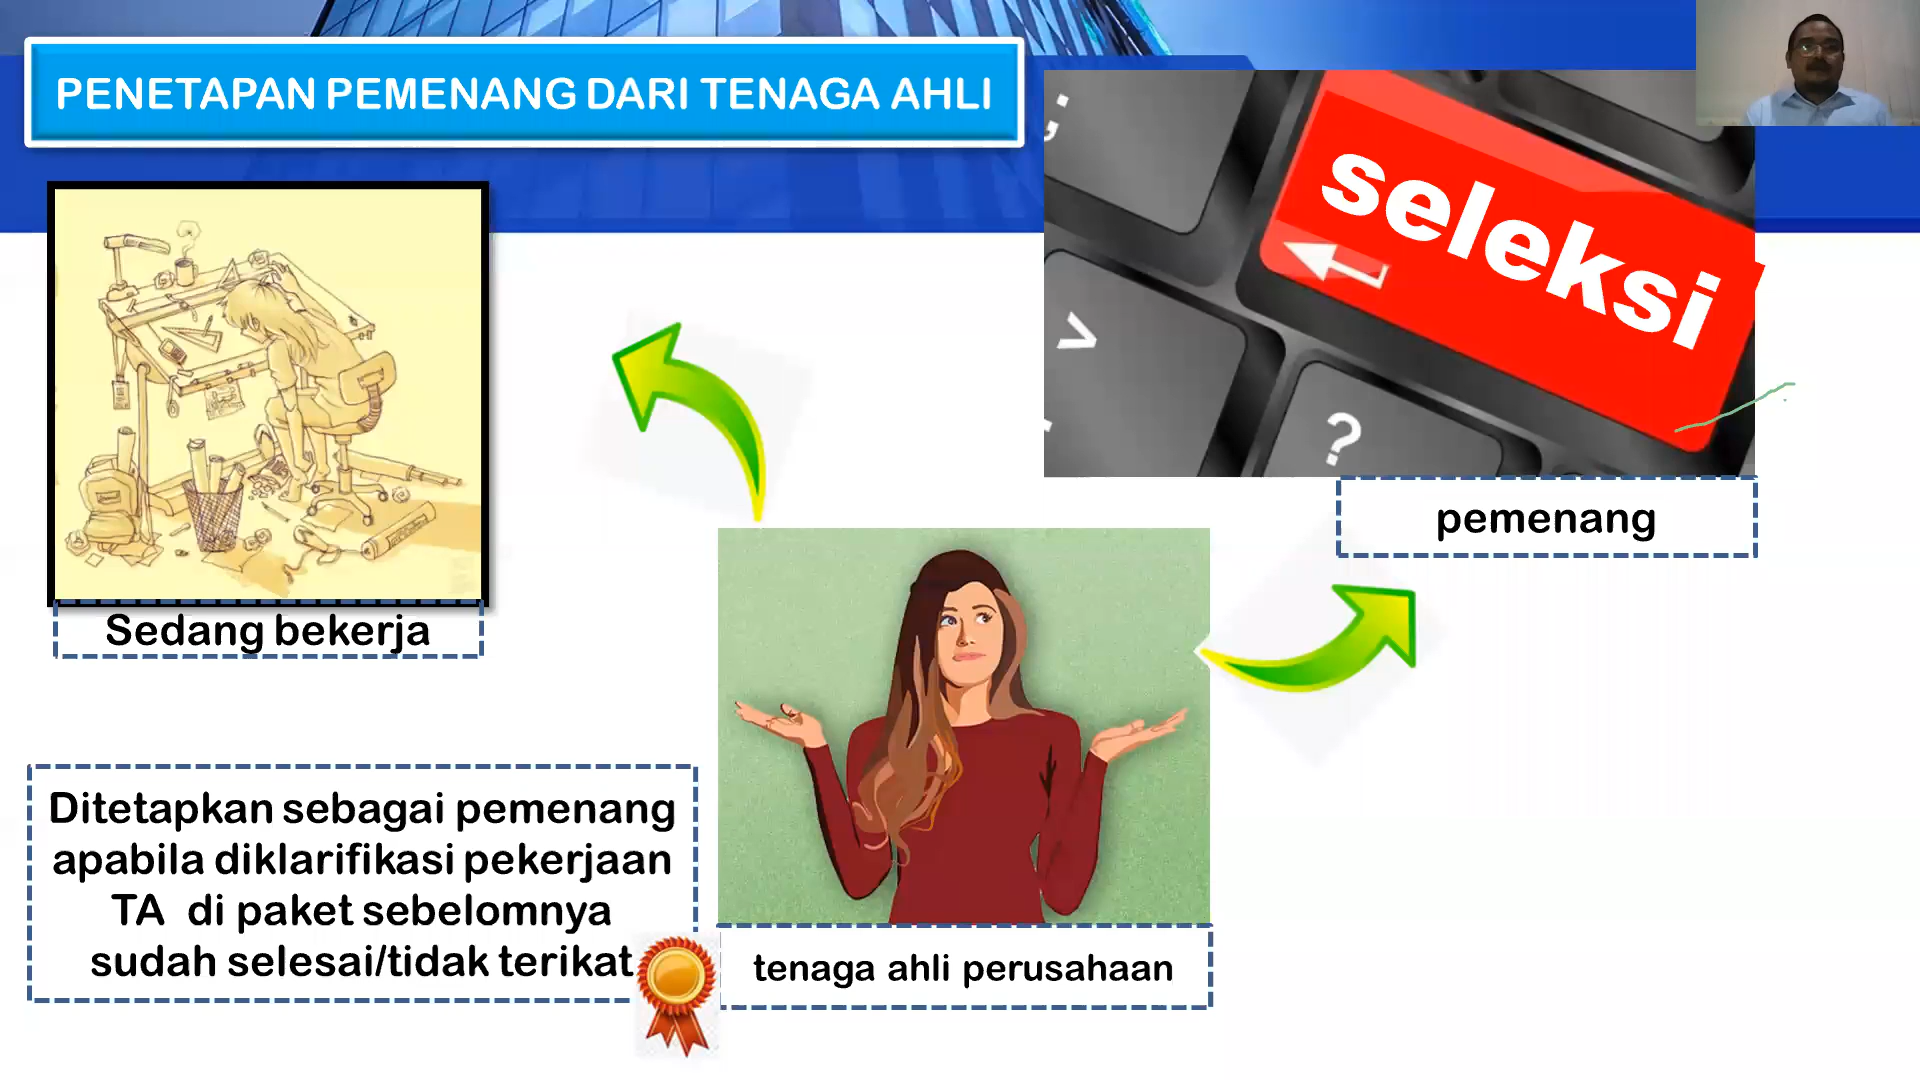 PENETAPAN PEMENANG DARI TENAGA AHLI
seleksi
;
>
?
pemenang
Sedang bekerja
Ditetapkan sebagai pemenang
apabila diklarifikasi pekerjaan
TA di paket sebelomnya
sudah selesai/tidak terikat
tenaga ahli perusahaan